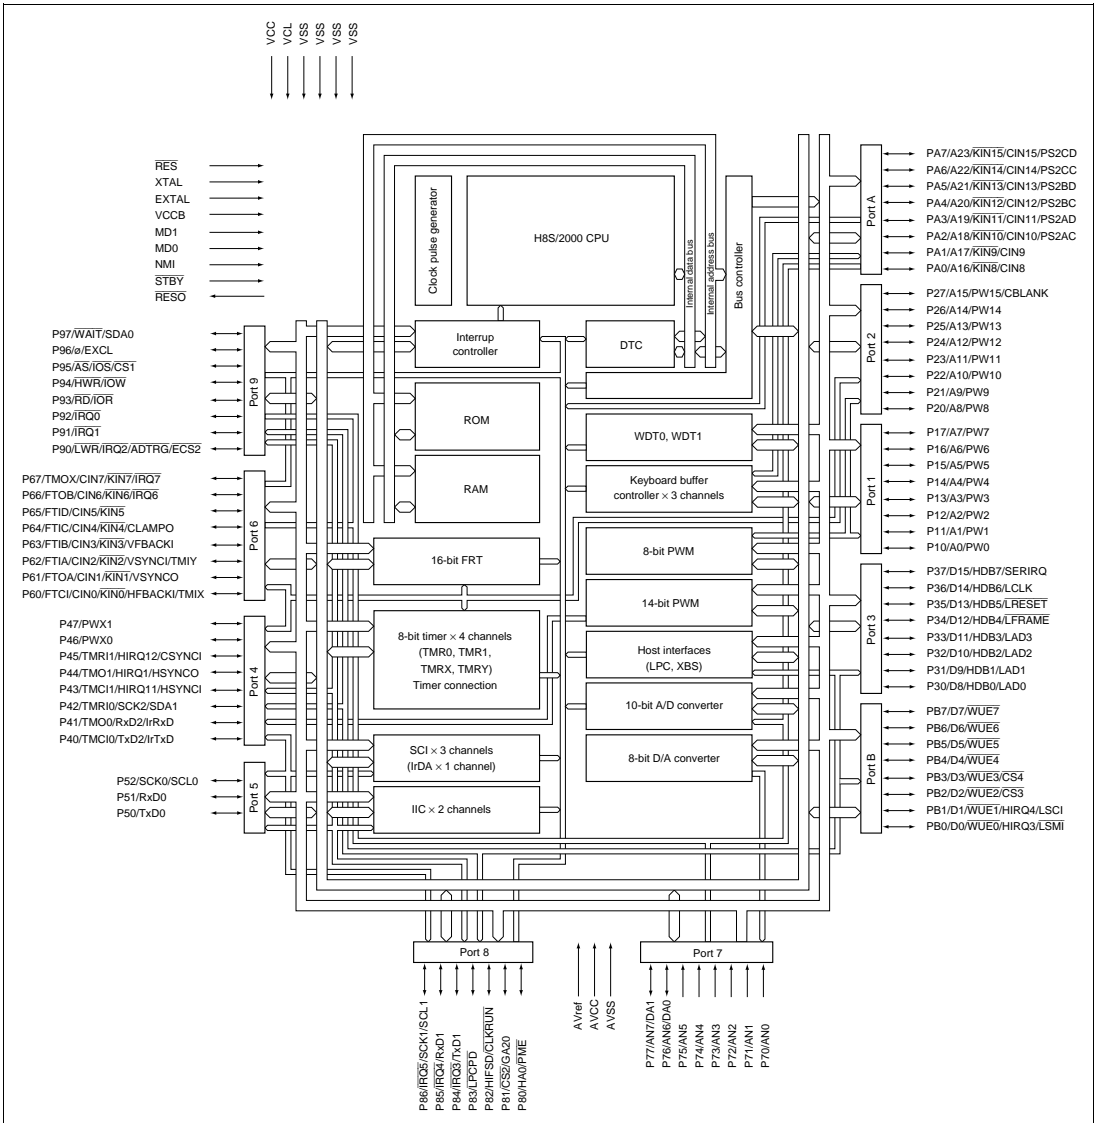 VCC
VCL
VSS
VSS
VSS
VSS
RES
XTAL
EXTAL
VCCB
MD1
MD0
NMI
STBY
RESO
Clock pulse generator
H8S/2000 CPU
Internal data bus
Internal address bus
Bus controller
Interrup
controller
DTC
ROM
RAM
WDT0, WDT1
Keyboard buffer
controller × 3 channels
16-bit FRT
8-bit PWM
14-bit PWM
8-bit timer × 4 channels
(TMR0, TMR1,
TMRX, TMRY)
Timer connection
Host interfaces
(LPC, XBS)
10-bit A/D converter
SCI × 3 channels
(IrDA × 1 channel)
8-bit D/A converter
IIC × 2 channels
Port 9
P97/WAIT/SDA0
P96/ø/EXCL
P95/AS/IOS/CS1
P94/HWR/IOW
P93/RD/IOR
P92/IRQ0
P91/IRQ1
P90/LWR/IRQ2/ADTRG/ECS2
Port 6
P67/TMOX/CIN7/KIN7/IRQ7
P66/FTOB/CIN6/KIN6/IRQ6
P65/FTID/CIN5/KIN5
P64/FTIC/CIN4/KIN4/CLAMPO
P63/FTIB/CIN3/KIN3/VFBACKI
P62/FTIA/CIN2/KIN2/VSYNCI/TMIY
P61/FTOA/CIN1/KIN1/VSYNCO
P60/FTCI/CIN0/KIN0/HFBACKI/TMIX
Port 4
P47/PWX1
P46/PWX0
P45/TMRI1/HIRQ12/CSYNCI
P44/TMO1/HIRQ1/HSYNCO
P43/TMCI1/HIRQ11/HSYNCI
P42/TMRI0/SCK2/SDA1
P41/TMO0/RxD2/IrRxD
P40/TMCI0/TxD2/IrTxD
Port 5
P52/SCK0/SCL0
P51/RxD0
P50/TxD0
Port A
PA7/A23/KIN15/CIN15/PS2CD
PA6/A22/KIN14/CIN14/PS2CC
PA5/A21/KIN13/CIN13/PS2BD
PA4/A20/KIN12/CIN12/PS2BC
PA3/A19/KIN11/CIN11/PS2AD
PA2/A18/KIN10/CIN10/PS2AC
PA1/A17/KIN9/CIN9
PA0/A16/KIN8/CIN8
Port 2
P27/A15/PW15/CBLANK
P26/A14/PW14
P25/A13/PW13
P24/A12/PW12
P23/A11/PW11
P22/A10/PW10
P21/A9/PW9
P20/A8/PW8
Port 1
P17/A7/PW7
P16/A6/PW6
P15/A5/PW5
P14/A4/PW4
P13/A3/PW3
P12/A2/PW2
P11/A1/PW1
P10/A0/PW0
Port 3
P37/D15/HDB7/SERIRQ
P36/D14/HDB6/LCLK
P35/D13/HDB5/LRESET
P34/D12/HDB4/LFRAME
P33/D11/HDB3/LAD3
P32/D10/HDB2/LAD2
P31/D9/HDB1/LAD1
P30/D8/HDB0/LAD0
Port B
PB7/D7/WUE7
PB6/D6/WUE6
PB5/D5/WUE5
PB4/D4/WUE4
PB3/D3/WUE3/CS4
PB2/D2/WUE2/CS3
PB1/D1/WUE1/HIRQ4/LSCI
PB0/D0/WUE0/HIRQ3/LSMI
Port 8
P86/IRQ5/SCK1/SCL1
P85/IRQ4/RxD1
P84/IRQ3/TxD1
P83/LPCPD
P82/HIFSD/CLKRUN
P81/CS2/GA20
P80/HA0/PME
AVref
AVCC
AVSS
Port 7
P77/AN7/DA1
P76/AN6/DA0
P75/AN5
P74/AN4
P73/AN3
P72/AN2
P71/AN1
P70/AN0